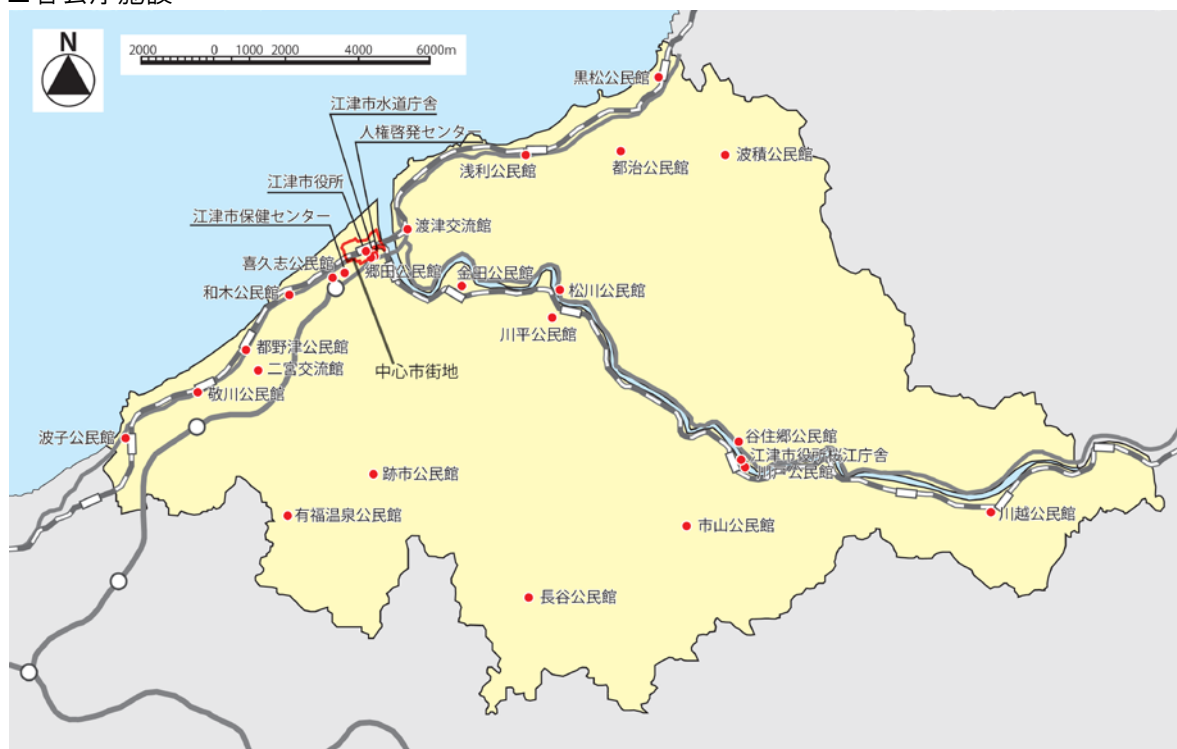 N
2000 0 1000 2000 4000 6000m
黒松公民館
江津市水道庁舎
人権啓発センター
浅利公民館
都治公民館
波積公民館
江津市役所
江津市保健センター
渡津交流館
喜久志公民館
郷田公民館
金田公民館
和木公民館
松川公民館
川平公民館
都野津公民館
二宮交流館
中心市街地
敬川公民館
波子公民館
谷住郷公民館
江津市役所桜江庁舎
川戸公民館
跡市公民館
有福温泉公民館
市山公民館
川越公民館
長谷公民館